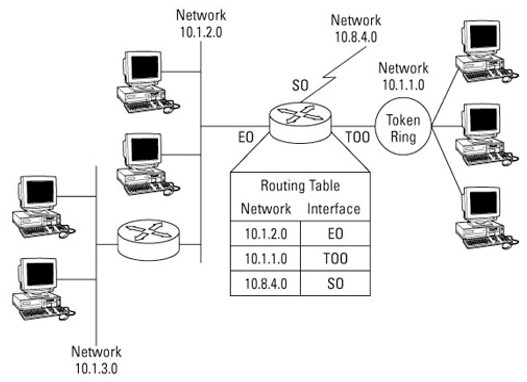 Network
10.1.2.0
Network
10.8.4.0
Network
10.1.1.0
SO
EO
TOO
Token
Ring
Routing Table
Network Interface
10.1.2.0 EO
10.1.1.0 TOO
10.8.4.0 SO
Network
10.1.3.0